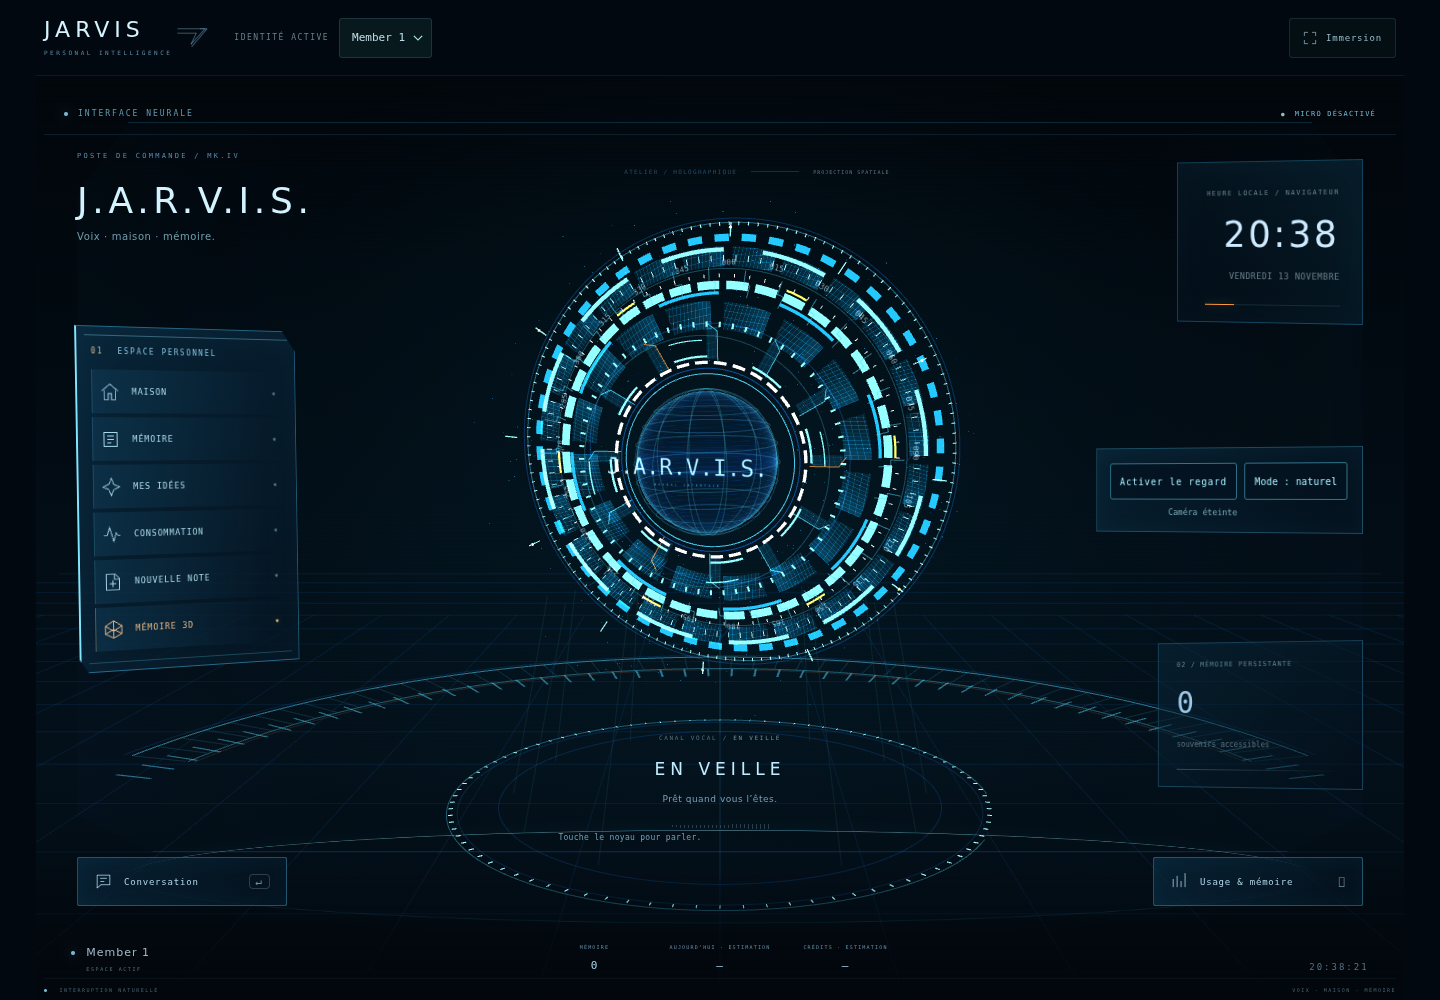 JARVIS
PERSONAL INTELLIGENCE
IDENTITÉ ACTIVE
Member 1
Immersion
INTERFACE NEURALE
MICRO DÉSACTIVÉ
POSTE DE COMMANDE / MK.IV
J.A.R.V.I.S.
Voix · maison · mémoire.
ATELIER / HOLOGRAPHIQUE
PROJECTION SPATIALE
HEURE LOCALE / NAVIGATEUR
20:38
VENDREDI 13 NOVEMBRE
01 ESPACE PERSONNEL
MAISON
MÉMOIRE
MES IDÉES
CONSOMMATION
NOUVELLE NOTE
MÉMOIRE 3D
J.A.R.V.I.S.
Activer le regard
Mode : naturel
Caméra éteinte
02 / MÉMOIRE PERSISTANTE
0
souvenirs accessibles
CANAL VOCAL / EN VEILLE
EN VEILLE
Prêt quand vous l'êtes.
Touche le noyau pour parler.
Conversation
Usage & mémoire
Member 1
ESPACE ACTIF
MÉMOIRE
0
AUJOURD'HUI · ESTIMATION
—
CRÉDITS · ESTIMATION
—
20:38:21
INTERRUPTION NATURELLE
VOIX · MAISON · MÉMOIRE